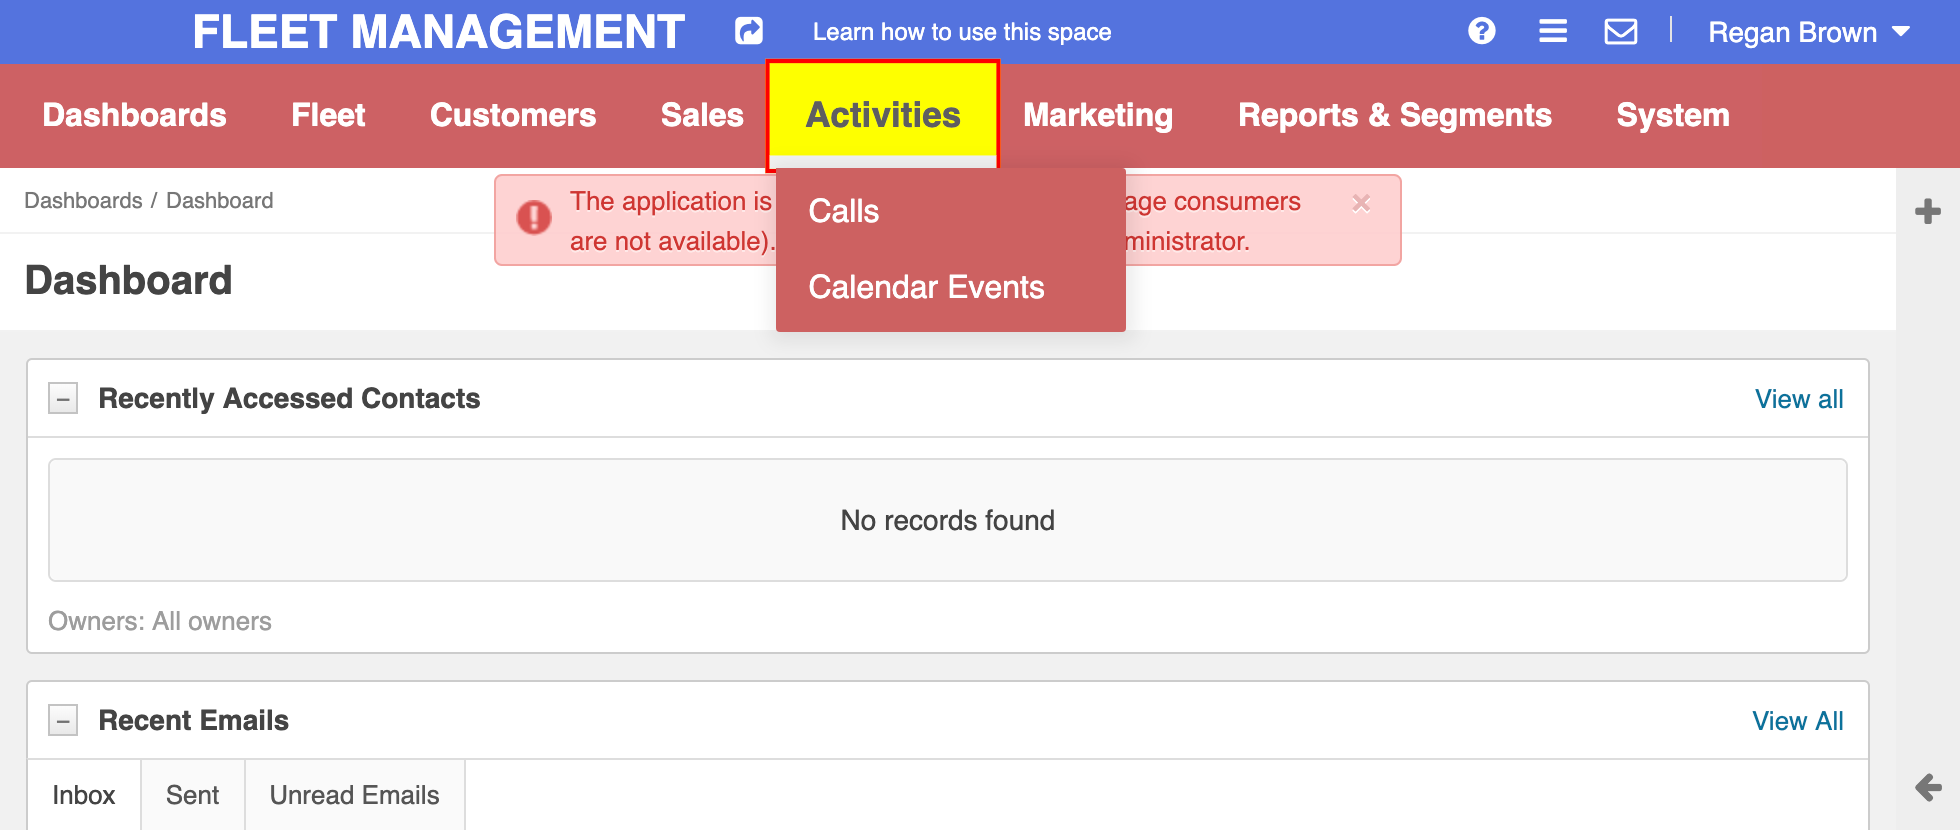 FLEET MANAGEMENT
Learn how to use this space
Regan Brown
Dashboards Fleet Customers Sales Activities Marketing Reports & Segments System
Dashboards / Dashboard
The application is
age consumers
are not available).
ministrator.
Calls
Calendar Events
Dashboard
Recently Accessed Contacts
View all
No records found
Owners: All owners
Recent Emails
View All
Inbox Sent Unread Emails